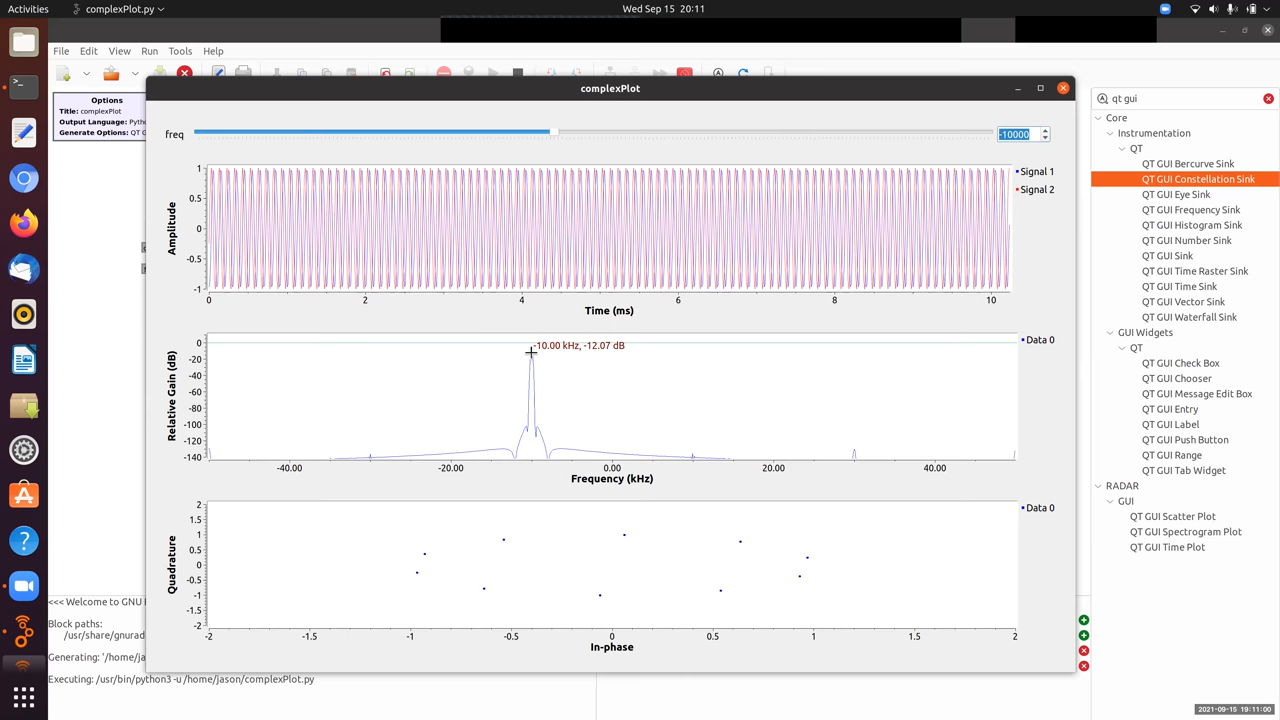 Activities
complexPlot.py
Wed Sep 15 20:11
File Edit View Run Tools Help
Options
Title: complexPlot
Output Language:
Generate Options: QT G
complexPlot
freq
-10000
1
0.5
0
-0.5
-1
Amplitude
0 2 4 6 8 10
Time (ms)
Signal 1
Signal 2
-10.00 kHz, -12.07 dB
0
-20
-40
-60
-80
-100
-120
-140
Relative Gain (dB)
-40.00 -20.00 0.00 20.00 40.00
Frequency (kHz)
Data 0
2
1.5
1
0.5
0
-0.5
-1
-1.5
-2
Quadrature
-2 -1.5 -1 -0.5 0 0.5 1 1.5 2
In-phase
Data 0
<<< Welcome to GNU
Block paths:
/usr/share/gnurad
Generating: '/home/ja
Executing: /usr/bin/python3 -u /home/jason/complexPlot.py
qt gui
Core
Instrumentation
QT
QT GUI Bercurve Sink
QT GUI Constellation Sink
QT GUI Eye Sink
QT GUI Frequency Sink
QT GUI Histogram Sink
QT GUI Number Sink
QT GUI Sink
QT GUI Time Raster Sink
QT GUI Time Sink
QT GUI Vector Sink
QT GUI Waterfall Sink
GUI Widgets
QT
QT GUI Check Box
QT GUI Chooser
QT GUI Message Edit Box
QT GUI Entry
QT GUI Label
QT GUI Push Button
QT GUI Range
QT GUI Tab Widget
RADAR
GUI
QT GUI Scatter Plot
QT GUI Spectrogram Plot
QT GUI Time Plot
2021-09-15 19:11:00